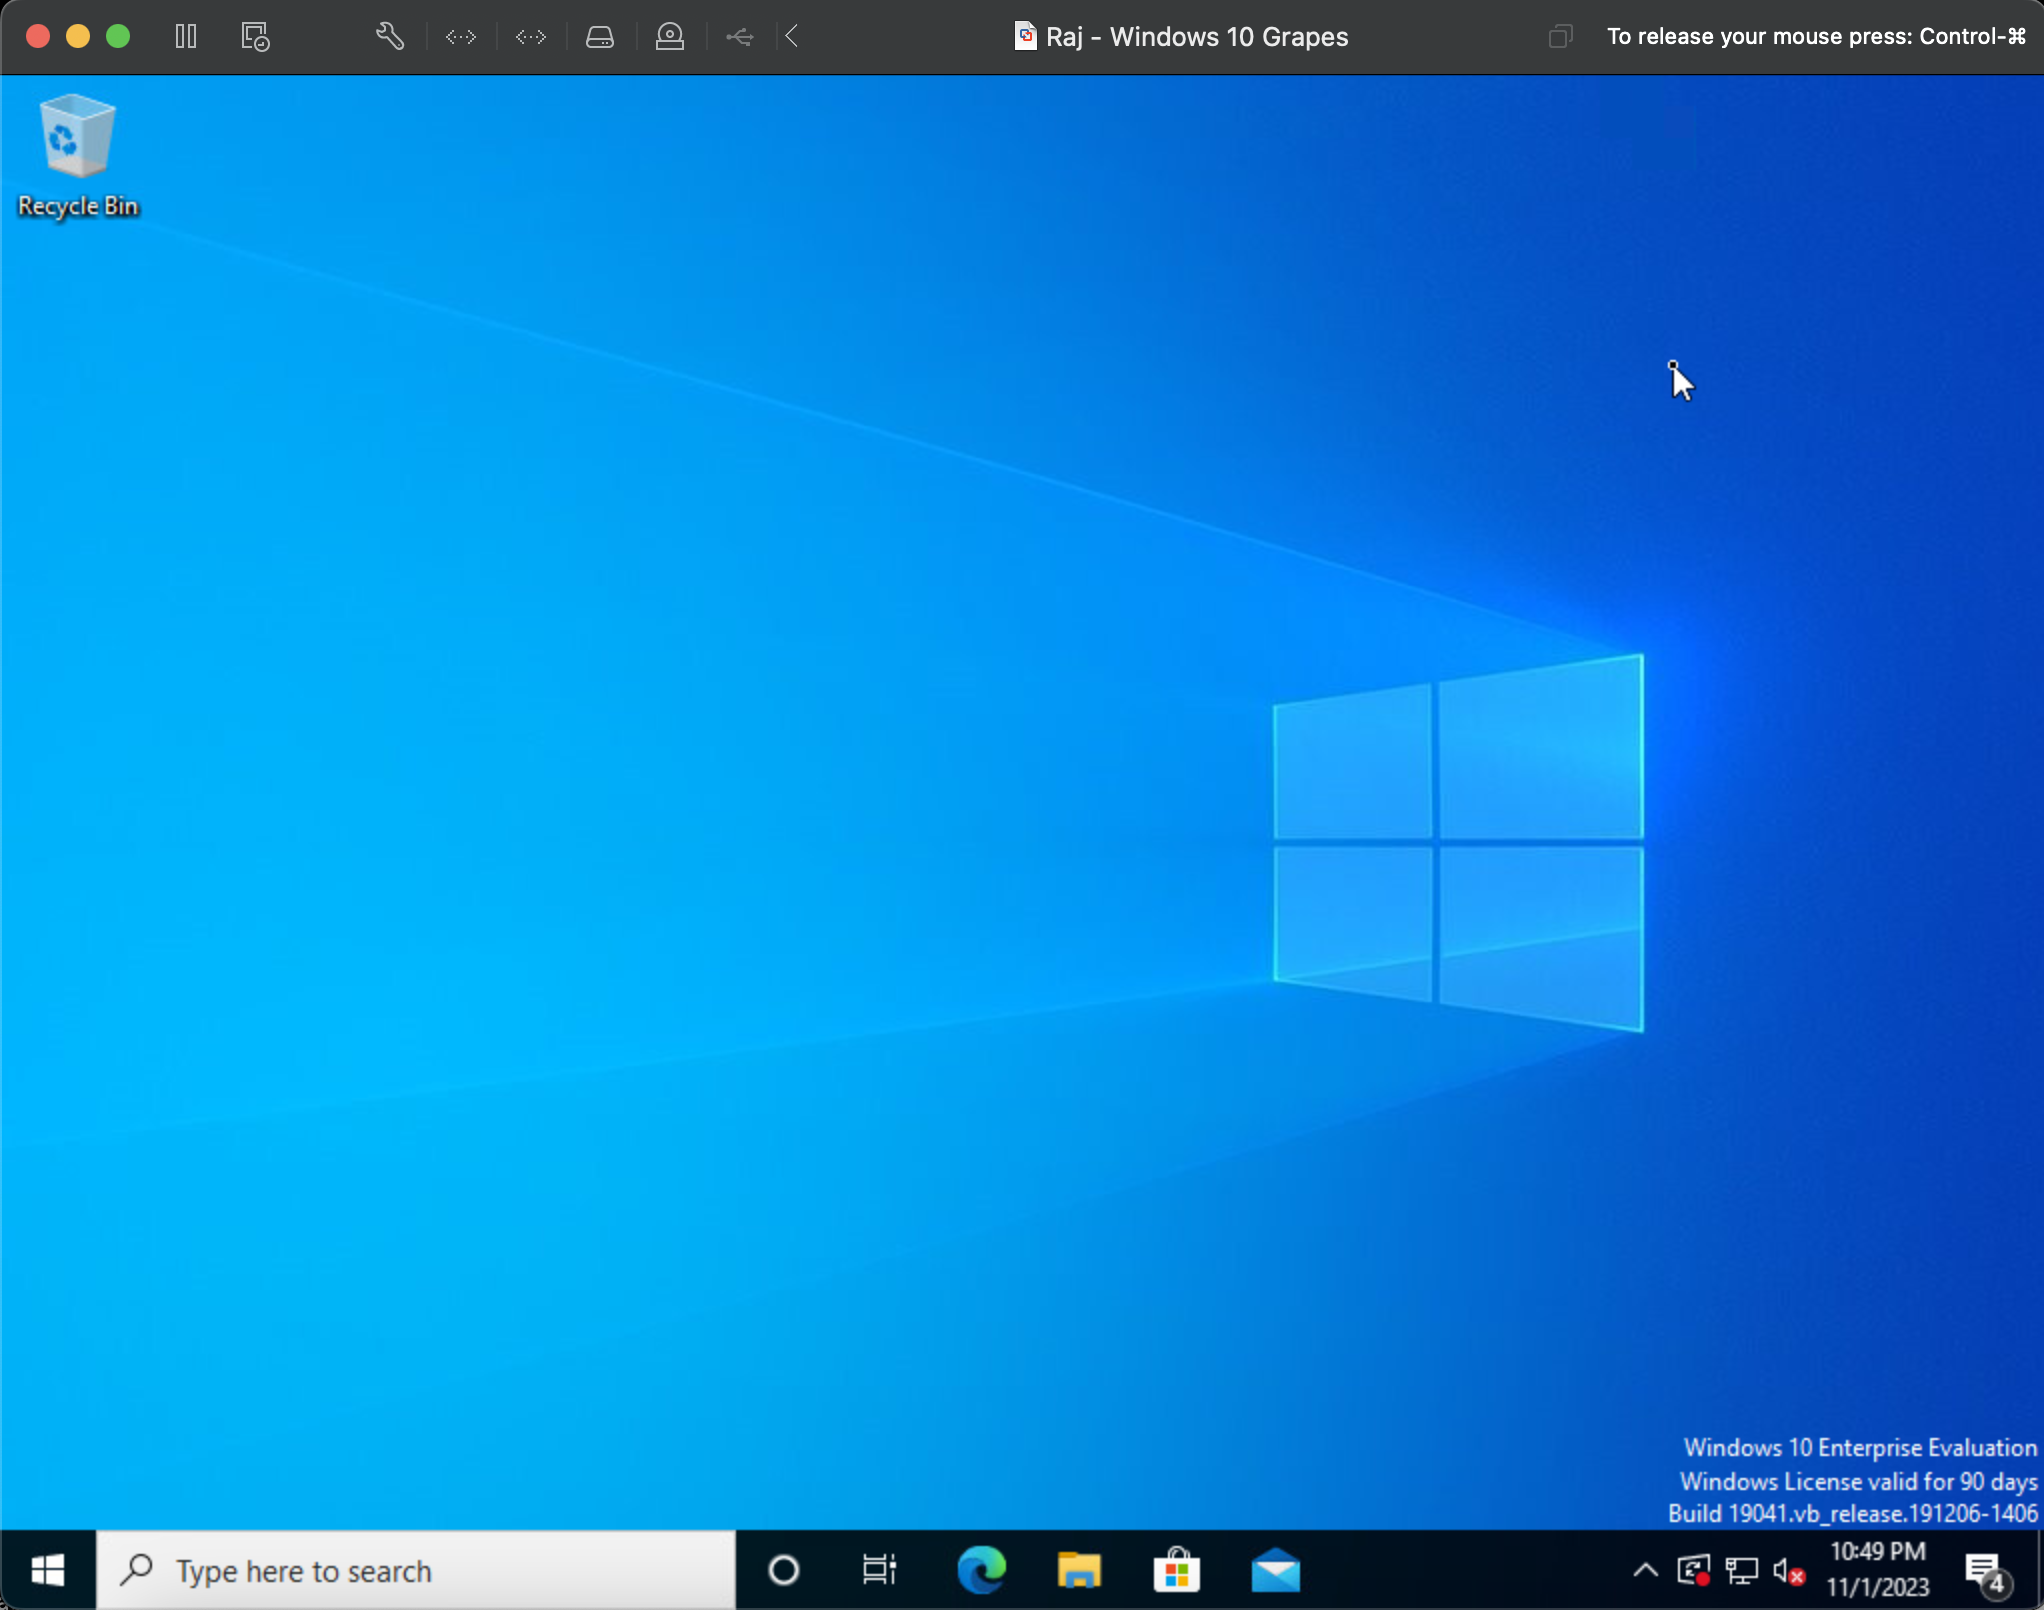 Raj - Windows 10 Grapes
To release your mouse press: Control-⌘
Recycle Bin
Windows 10 Enterprise Evaluation
Windows License valid for 90 days
Build 19041.vb_release.191206-1406
Type here to search
10:49 PM
11/1/2023
4